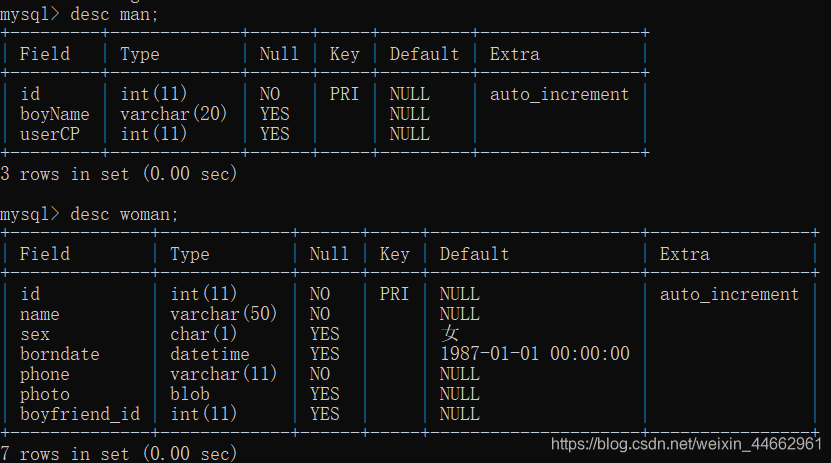 mysql> desc man;
+---------+-------------+------+-----+---------+----------------+
| Field   | Type        | Null | Key | Default | Extra          |
+---------+-------------+------+-----+---------+----------------+
| id      | int(11)     | NO   | PRI | NULL    | auto_increment |
| boyName | varchar(20) | YES  |     | NULL    |                |
| userCP  | int(11)     | YES  |     | NULL    |                |
+---------+-------------+------+-----+---------+----------------+
3 rows in set (0.00 sec)
mysql> desc woman;
+--------------+-------------+------+-----+---------------------+----------------+
| Field        | Type        | Null | Key | Default             | Extra          |
+--------------+-------------+------+-----+---------------------+----------------+
| id           | int(11)     | NO   | PRI | NULL                | auto_increment |
| name         | varchar(50) | NO   |     | NULL                |                |
| sex          | char(1)     | YES  |     | 女                  |                |
| borndate     | datetime    | YES  |     | 1987-01-01 00:00:00 |                |
| phone        | varchar(11) | NO   |     | NULL                |                |
| photo        | blob        | YES  |     | NULL                |                |
| boyfriend_id | int(11)     | YES  |     | NULL                |                |
+--------------+-------------+------+-----+---------------------+----------------+
7 rows in set (0.00 sec)
https://blog.csdn.net/weixin_44662961